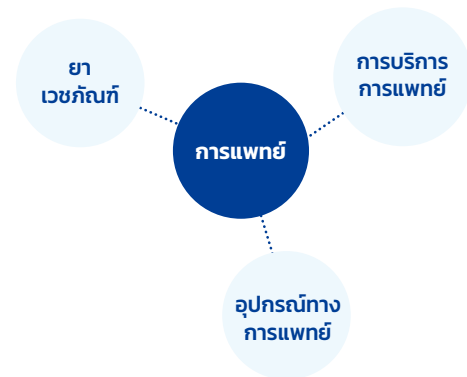 ยา
เวชภัณฑ์
การบริการ
การแพทย์
การแพทย์
อุปกรณ์ทาง
การแพทย์